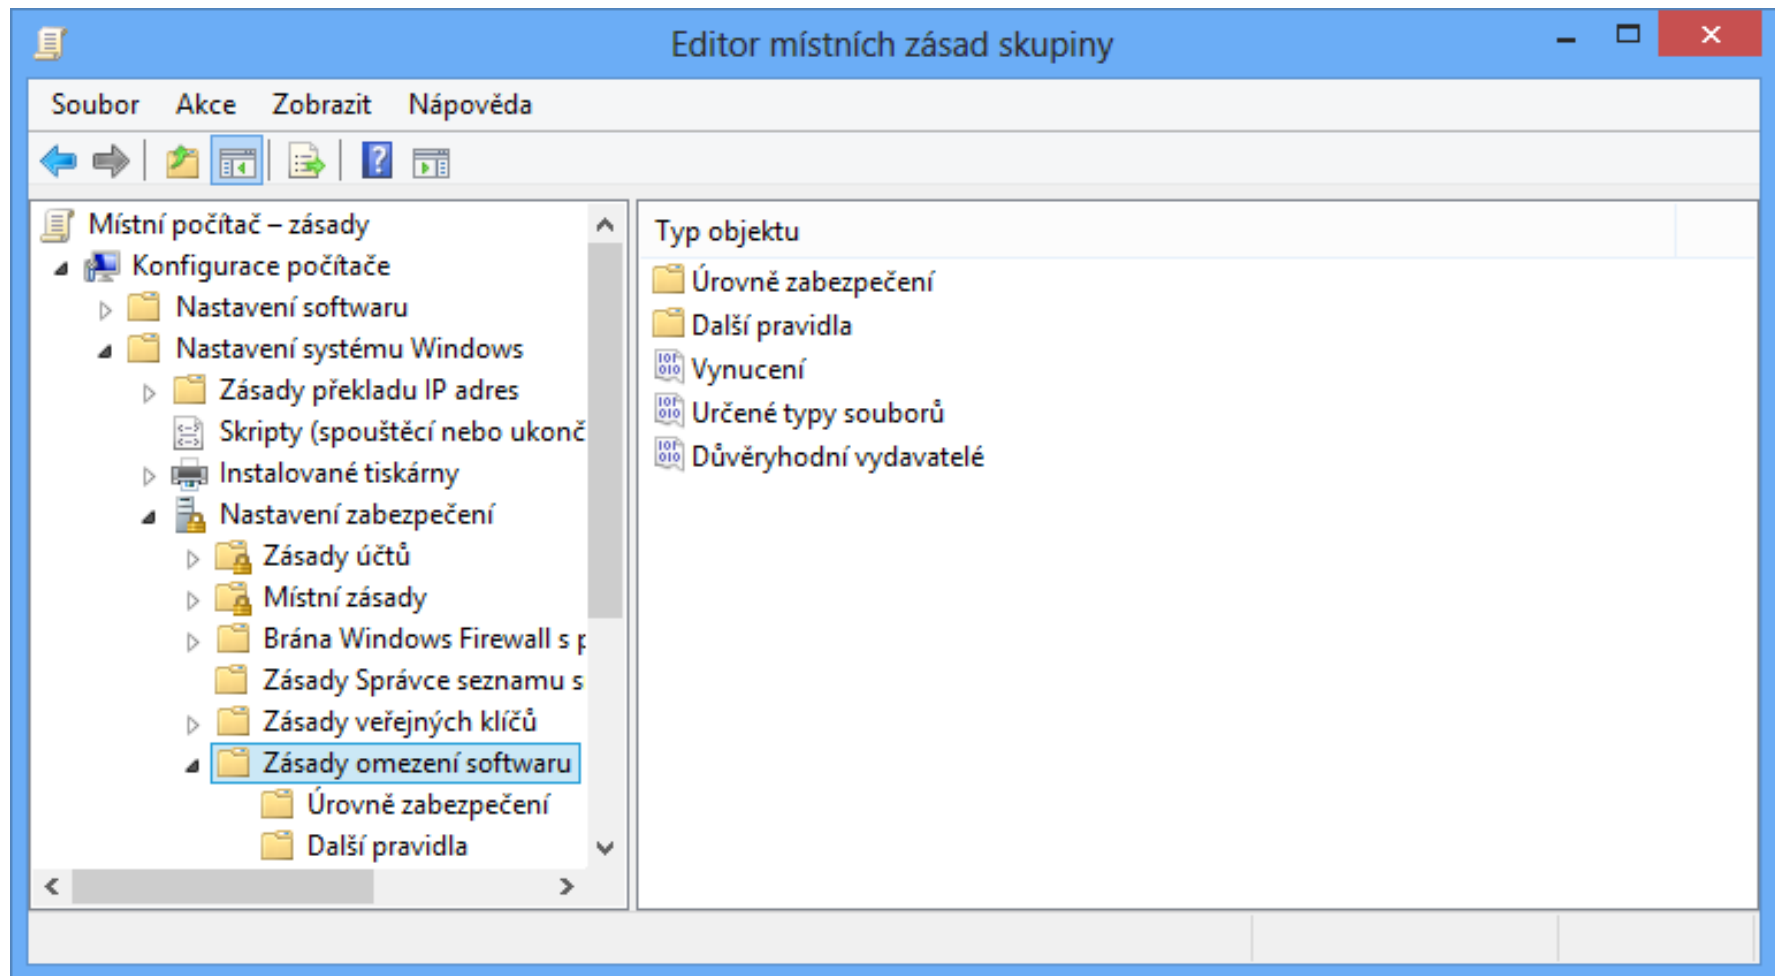 Editor místních zásad skupiny
Soubor Akce Zobrazit Nápověda
Místní počítač – zásady
Konfigurace počítače
Nastavení softwaru
Nastavení systému Windows
Zásady překladu IP adres
Skripty (spouštěcí nebo ukonč
Instalované tiskárny
Nastavení zabezpečení
Zásady účtů
Místní zásady
Brána Windows Firewall s p
Zásady Správce seznamu s
Zásady veřejných klíčů
Zásady omezení softwaru
Úrovně zabezpečení
Další pravidla
Typ objektu
Úrovně zabezpečení
Další pravidla
Vynucení
Určené typy souborů
Důvěryhodní vydavatelé